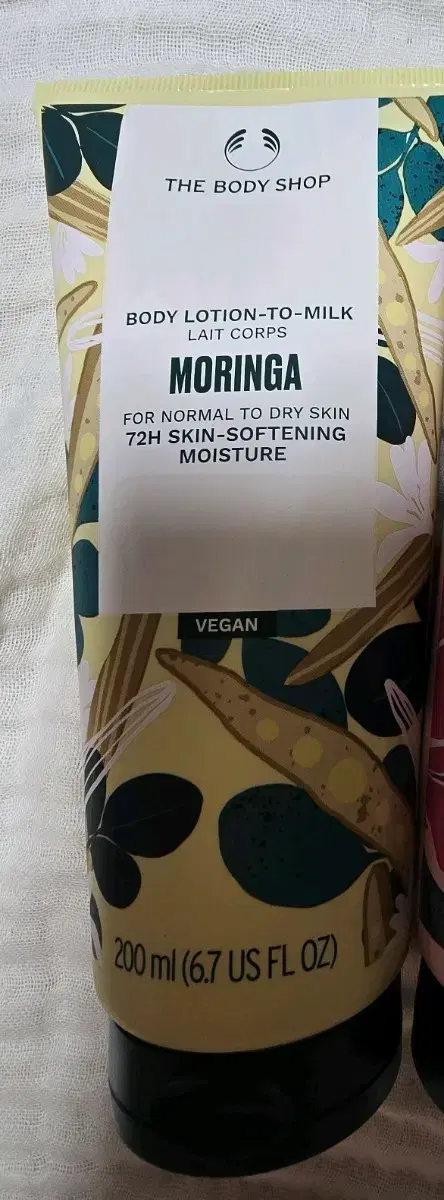 THE BODY SHOP
BODY LOTION-TO-MILK
LAIT CORPS
MORINGA
FOR NORMAL TO DRY SKIN
72H SKIN-SOFTENING
MOISTURE
VEGAN
200 ml (6.7 US FL OZ)